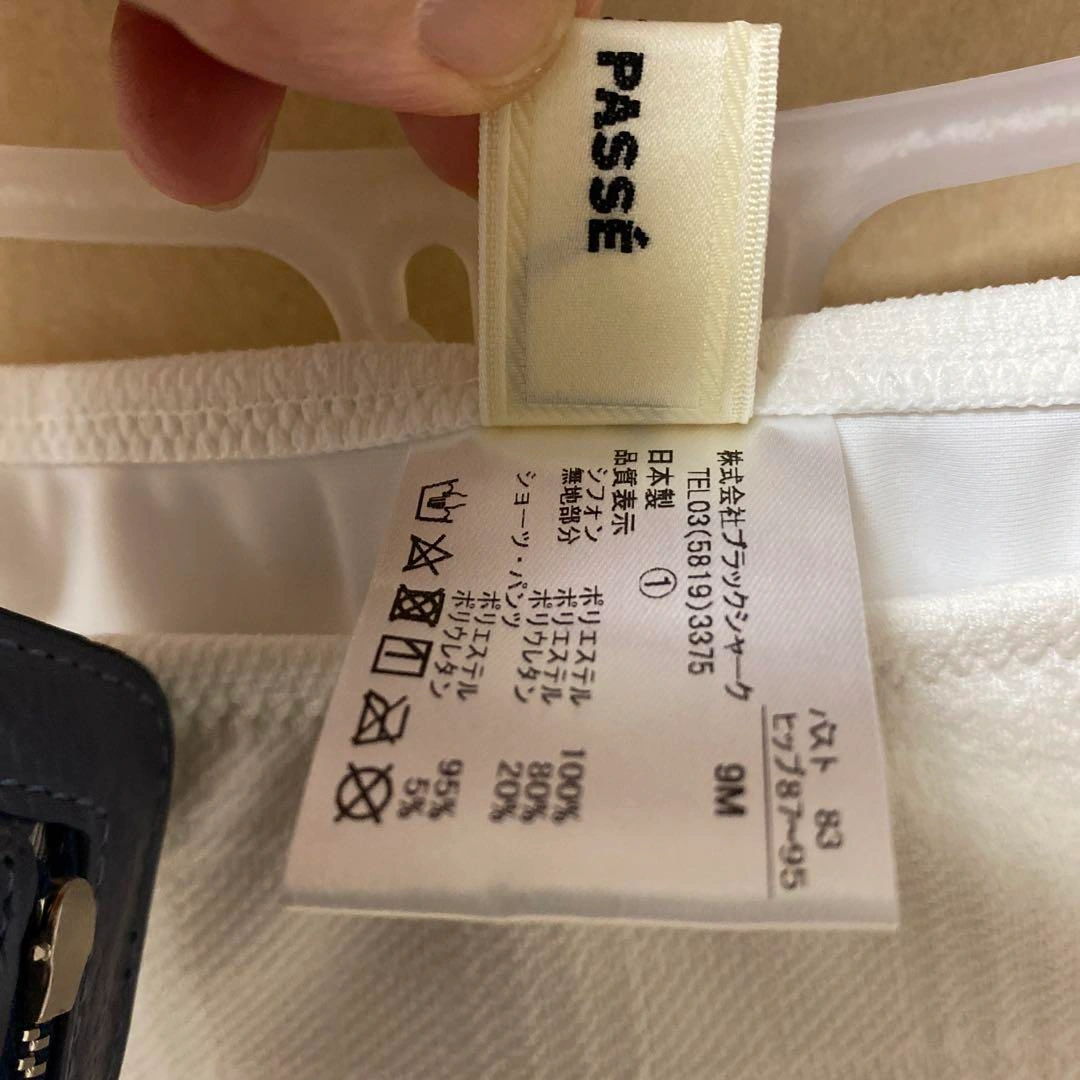 PASSÉ
バスト 83
ヒップ87~95
9M
株式会社ブラックシャーク
TEL03(5819)3375
日本製 ①
品質表示
シフォン ポリエステル 100%
無地部分 ポリエステル 80%
ポリウレタン 20%
ショーツ・パンツ
ポリエステル 95%
ポリウレタン 5%